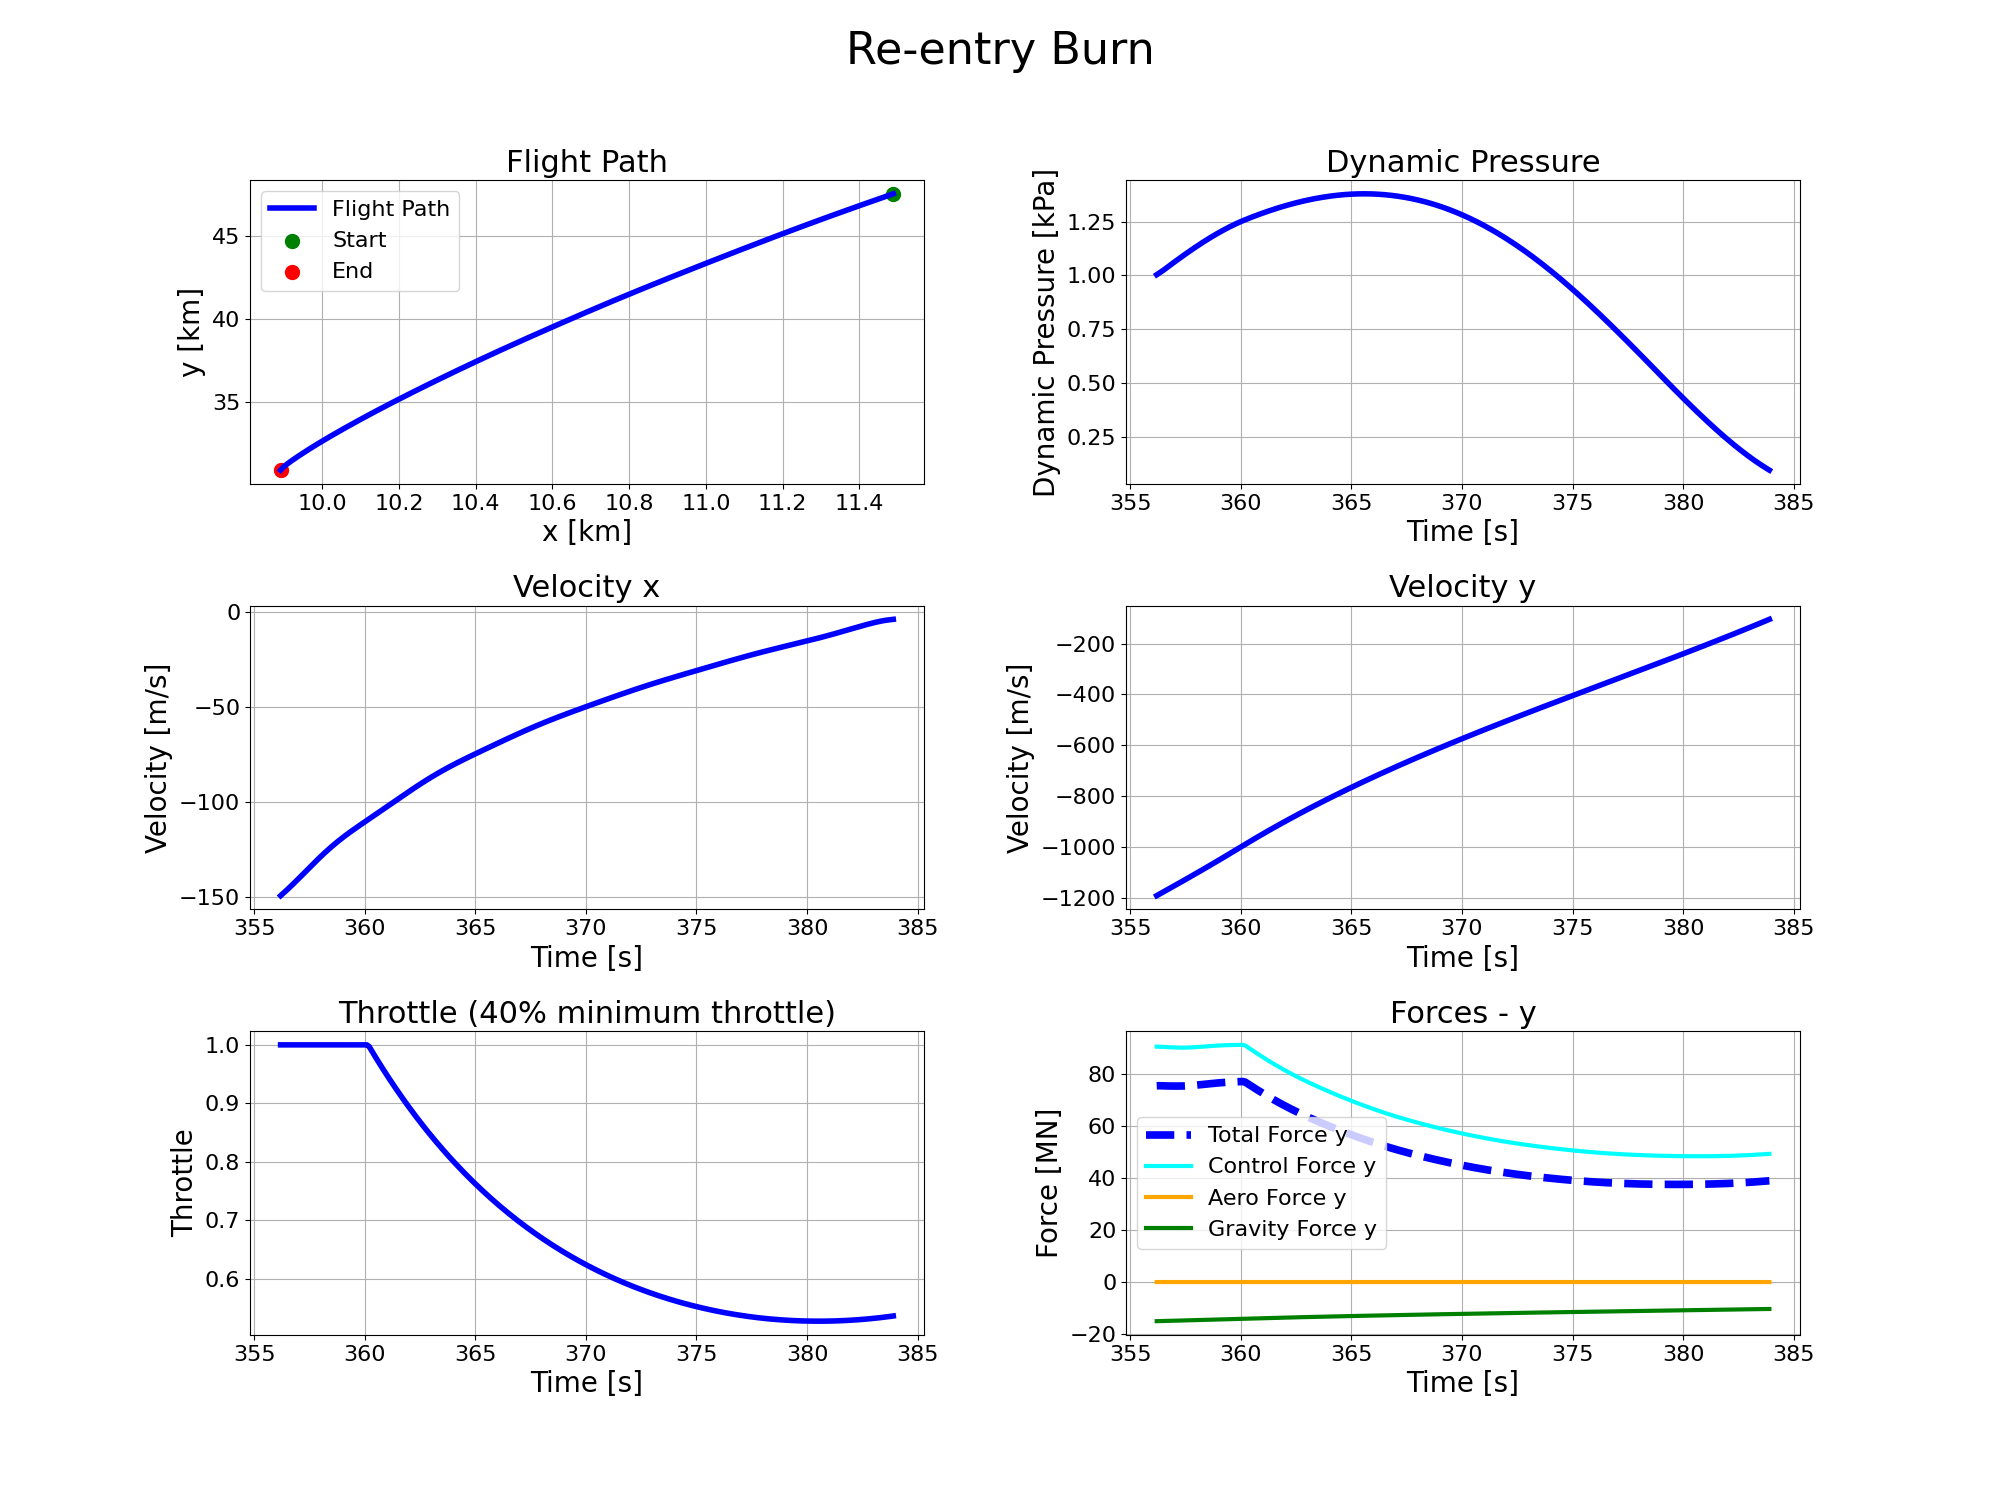 Re-entry Burn
Flight Path
y [km]
45
40
35
Flight Path
Start
End
10.0 10.2 10.4 10.6 10.8 11.0 11.2 11.4
x [km]
Dynamic Pressure
Dynamic Pressure [kPa]
1.25
1.00
0.75
0.50
0.25
355 360 365 370 375 380 385
Time [s]
Velocity x
Velocity [m/s]
0
−50
−100
−150
355 360 365 370 375 380 385
Time [s]
Velocity y
Velocity [m/s]
−200
−400
−600
−800
−1000
−1200
355 360 365 370 375 380 385
Time [s]
Throttle (40% minimum throttle)
Throttle
1.0
0.9
0.8
0.7
0.6
355 360 365 370 375 380 385
Time [s]
Forces - y
Force [MN]
80
60
40
20
0
−20
Total Force y
Control Force y
Aero Force y
Gravity Force y
355 360 365 370 375 380 385
Time [s]